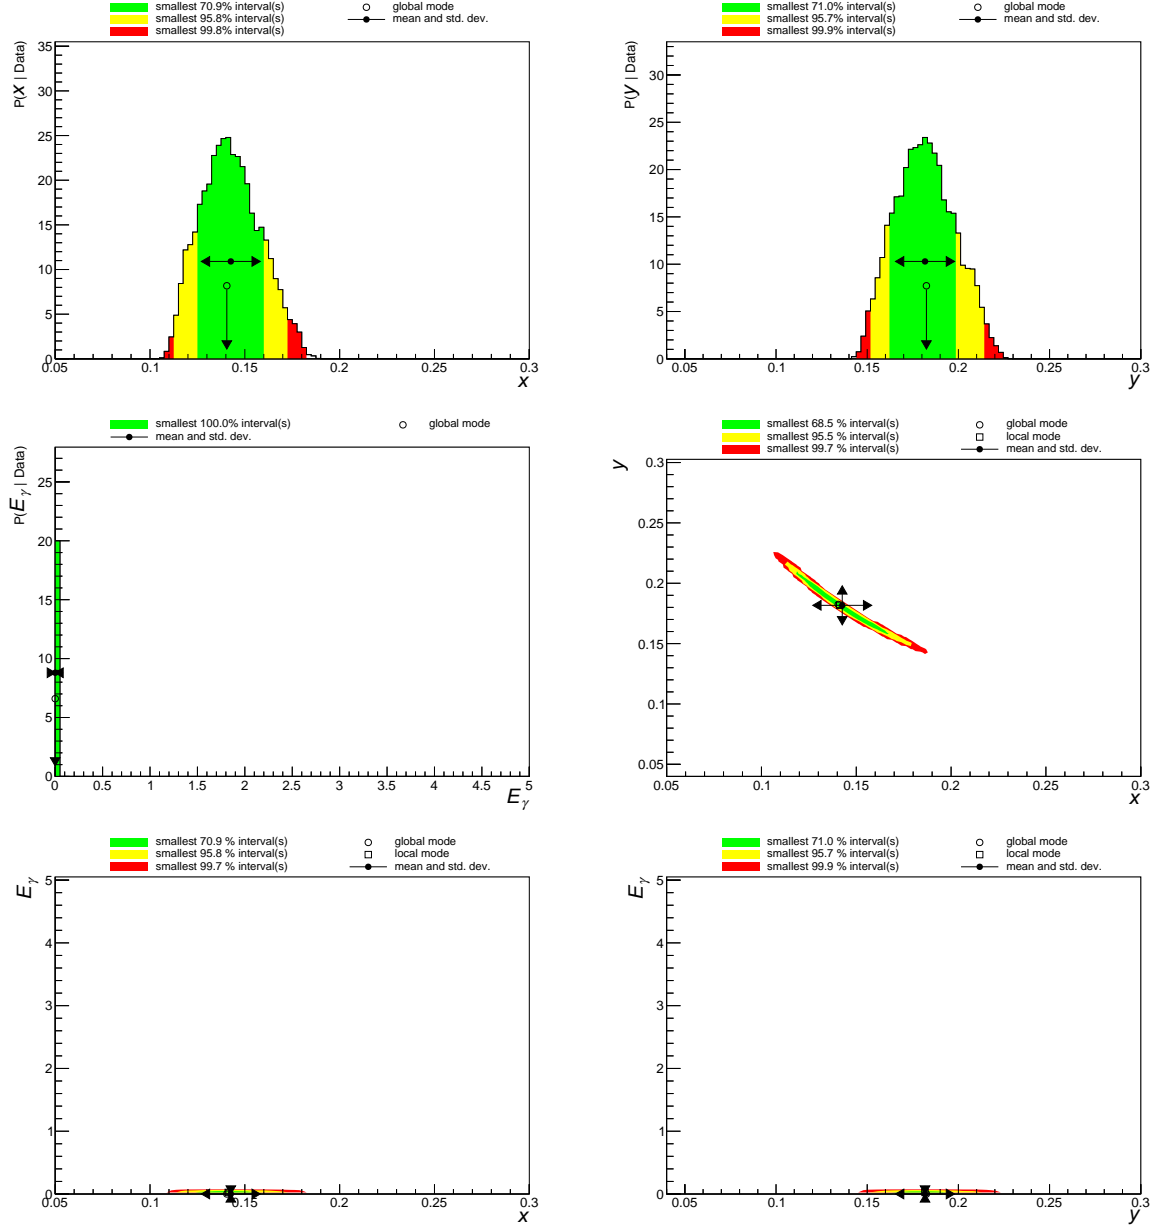 smallest 70.9% interval(s)
smallest 95.8% interval(s)
smallest 99.8% interval(s)
global mode
mean and std. dev.
P(x | Data)
35
30
25
20
15
10
5
0
0.05 0.1 0.15 0.2 0.25 0.3
x
smallest 71.0% interval(s)
smallest 95.7% interval(s)
smallest 99.9% interval(s)
global mode
mean and std. dev.
P(y | Data)
30
25
20
15
10
5
0
0.05 0.1 0.15 0.2 0.25 0.3
y
smallest 100.0% interval(s)
mean and std. dev.
global mode
P(Eγ | Data)
25
20
15
10
5
0
0 0.5 1 1.5 2 2.5 3 3.5 4 4.5 5
Eγ
smallest 68.5 % interval(s)
smallest 95.5 % interval(s)
smallest 99.7 % interval(s)
global mode
local mode
mean and std. dev.
y
0.3
0.25
0.2
0.15
0.1
0.05
0.05 0.1 0.15 0.2 0.25 0.3
x
smallest 70.9 % interval(s)
smallest 95.8 % interval(s)
smallest 99.7 % interval(s)
global mode
local mode
mean and std. dev.
Eγ
5
4
3
2
1
0
0.05 0.1 0.15 0.2 0.25 0.3
x
smallest 71.0 % interval(s)
smallest 95.7 % interval(s)
smallest 99.9 % interval(s)
global mode
local mode
mean and std. dev.
Eγ
5
4
3
2
1
0
0.05 0.1 0.15 0.2 0.25 0.3
y